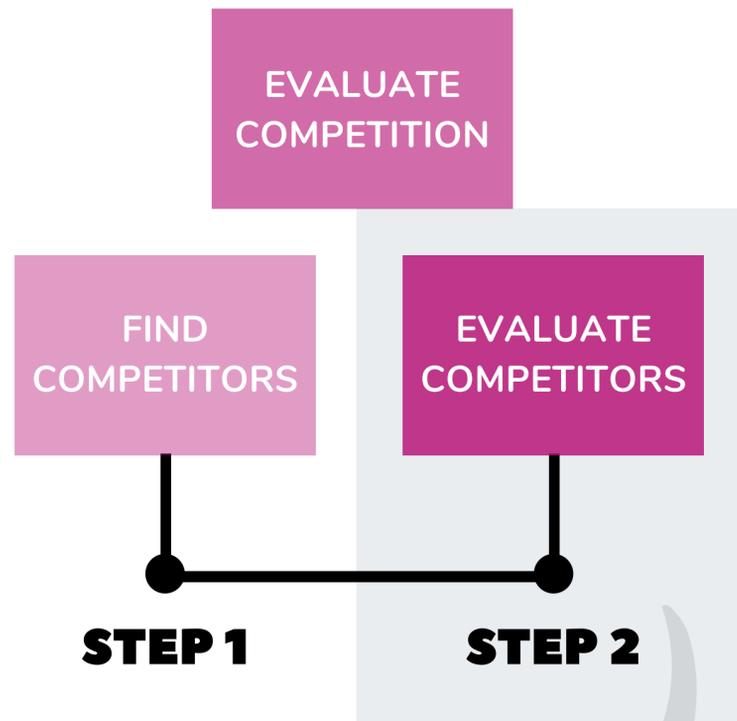 EVALUATE
COMPETITION
FIND
COMPETITORS
EVALUATE
COMPETITORS
STEP 1
STEP 2